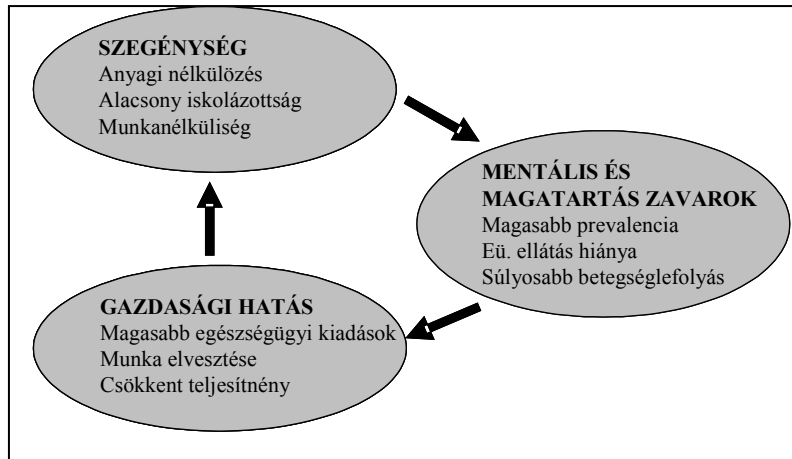 SZEGÉNYSÉG
Anyagi nélkülözés
Alacsony iskolázottság
Munkanélküliség
MENTÁLIS ÉS
MAGATARTÁS ZAVAROK
Magasabb prevalencia
Eü. ellátás hiánya
Súlyosabb betegséglefolyás
GAZDASÁGI HATÁS
Magasabb egészségügyi kiadások
Munka elvesztése
Csökkent teljesítnény